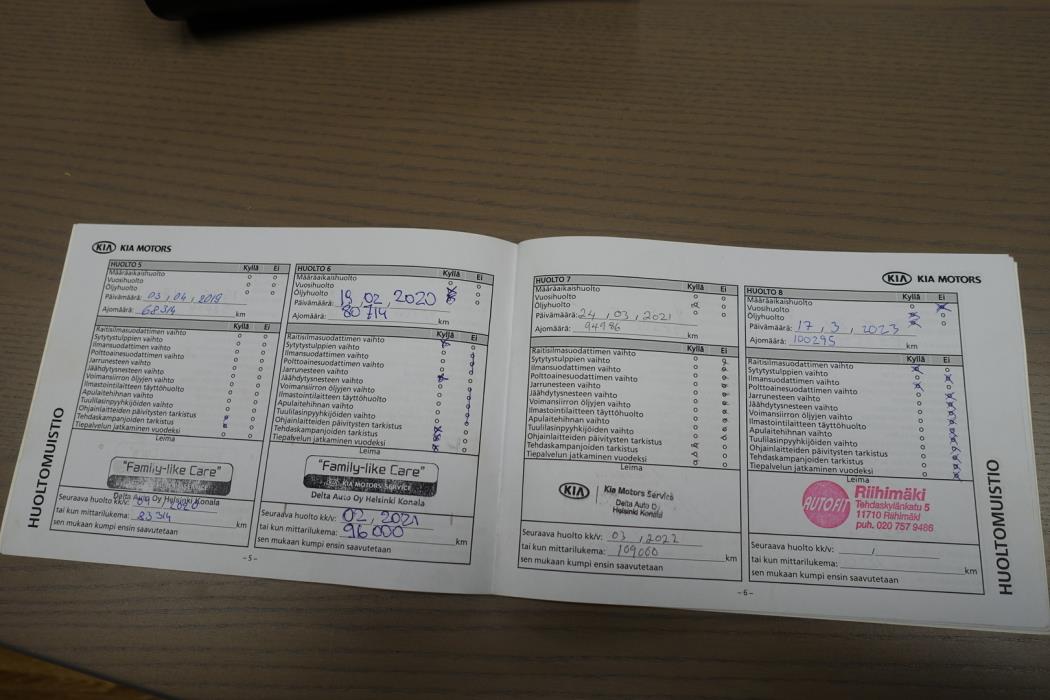 KIA KIA MOTORS
HUOLTO 5
Kyllä Ei
Määräaikaishuolto
Vuosihuolto
Öljyhuolto
Päivämäärä: 03, 04, 2019
Ajomäärä: 68314 km
Kyllä Ei
Raitisilmasuodattimen vaihto
Sytytystulppien vaihto
Ilmansuodattimen vaihto
Polttoainesuodattimen vaihto
Jarrunesteen vaihto
Jäähdytysnesteen vaihto
Voimansiirron öljyjen vaihto
Ilmastointilaitteen täyttöhuolto
Apulaitehihnan vaihto
Tuulilasinpyyhkijöiden vaihto
Ohjainlaitteiden päivitysten tarkistus
Tehdaskampanjoiden tarkistus
Tiepalvelun jatkaminen vuodeksi
Leima
"Family-like Care"
KIA MOTORS SERVICE
Delta Auto Oy Helsinki Konala
Seuraava huolto kk/v: 04, 2020
tai kun mittarilukema: 83314 km
sen mukaan kumpi ensin saavutetaan
- 5 -
HUOLTOMUISTIO
HUOLTO 6
Kyllä Ei
Määräaikaishuolto
Vuosihuolto
Öljyhuolto
Päivämäärä: 19, 02, 2020
Ajomäärä: 80714 km
Kyllä Ei
Raitisilmasuodattimen vaihto
Sytytystulppien vaihto
Ilmansuodattimen vaihto
Polttoainesuodattimen vaihto
Jarrunesteen vaihto
Jäähdytysnesteen vaihto
Voimansiirron öljyjen vaihto
Ilmastointilaitteen täyttöhuolto
Apulaitehihnan vaihto
Tuulilasinpyyhkijöiden vaihto
Ohjainlaitteiden päivitysten tarkistus
Tehdaskampanjoiden tarkistus
Tiepalvelun jatkaminen vuodeksi
Leima
"Family-like Care"
KIA MOTORS SERVICE
Delta Auto Oy Helsinki Konala
Seuraava huolto kk/v: 02, 2021
tai kun mittarilukema: 96000 km
sen mukaan kumpi ensin saavutetaan
HUOLTO 7
Kyllä Ei
Määräaikaishuolto
Vuosihuolto
Öljyhuolto
Päivämäärä: 24, 03, 2021
Ajomäärä: 94986 km
Kyllä Ei
Raitisilmasuodattimen vaihto
Sytytystulppien vaihto
Ilmansuodattimen vaihto
Polttoainesuodattimen vaihto
Jarrunesteen vaihto
Jäähdytysnesteen vaihto
Voimansiirron öljyjen vaihto
Ilmastointilaitteen täyttöhuolto
Apulaitehihnan vaihto
Tuulilasinpyyhkijöiden vaihto
Ohjainlaitteiden päivitysten tarkistus
Tehdaskampanjoiden tarkistus
Tiepalvelun jatkaminen vuodeksi
Leima
KIA Kia Motors Service
Delta Auto Oy
Helsinki Konala
Seuraava huolto kk/v: 03, 2022
tai kun mittarilukema: 109000 km
sen mukaan kumpi ensin saavutetaan
- 6 -
KIA KIA MOTORS
HUOLTO 8
Kyllä Ei
Määräaikaishuolto
Vuosihuolto
Öljyhuolto
Päivämäärä: 17, 3, 2023
Ajomäärä: 100295 km
Kyllä Ei
Raitisilmasuodattimen vaihto
Sytytystulppien vaihto
Ilmansuodattimen vaihto
Polttoainesuodattimen vaihto
Jarrunesteen vaihto
Jäähdytysnesteen vaihto
Voimansiirron öljyjen vaihto
Ilmastointilaitteen täyttöhuolto
Apulaitehihnan vaihto
Tuulilasinpyyhkijöiden vaihto
Ohjainlaitteiden päivitysten tarkistus
Tehdaskampanjoiden tarkistus
Tiepalvelun jatkaminen vuodeksi
Leima
AUTOFIT
Riihimäki
Tehdaskylänkatu 5
11710 Riihimäki
puh. 020 757 9486
Seuraava huolto kk/v: ,
tai kun mittarilukema: km
sen mukaan kumpi ensin saavutetaan
HUOLTOMUISTIO